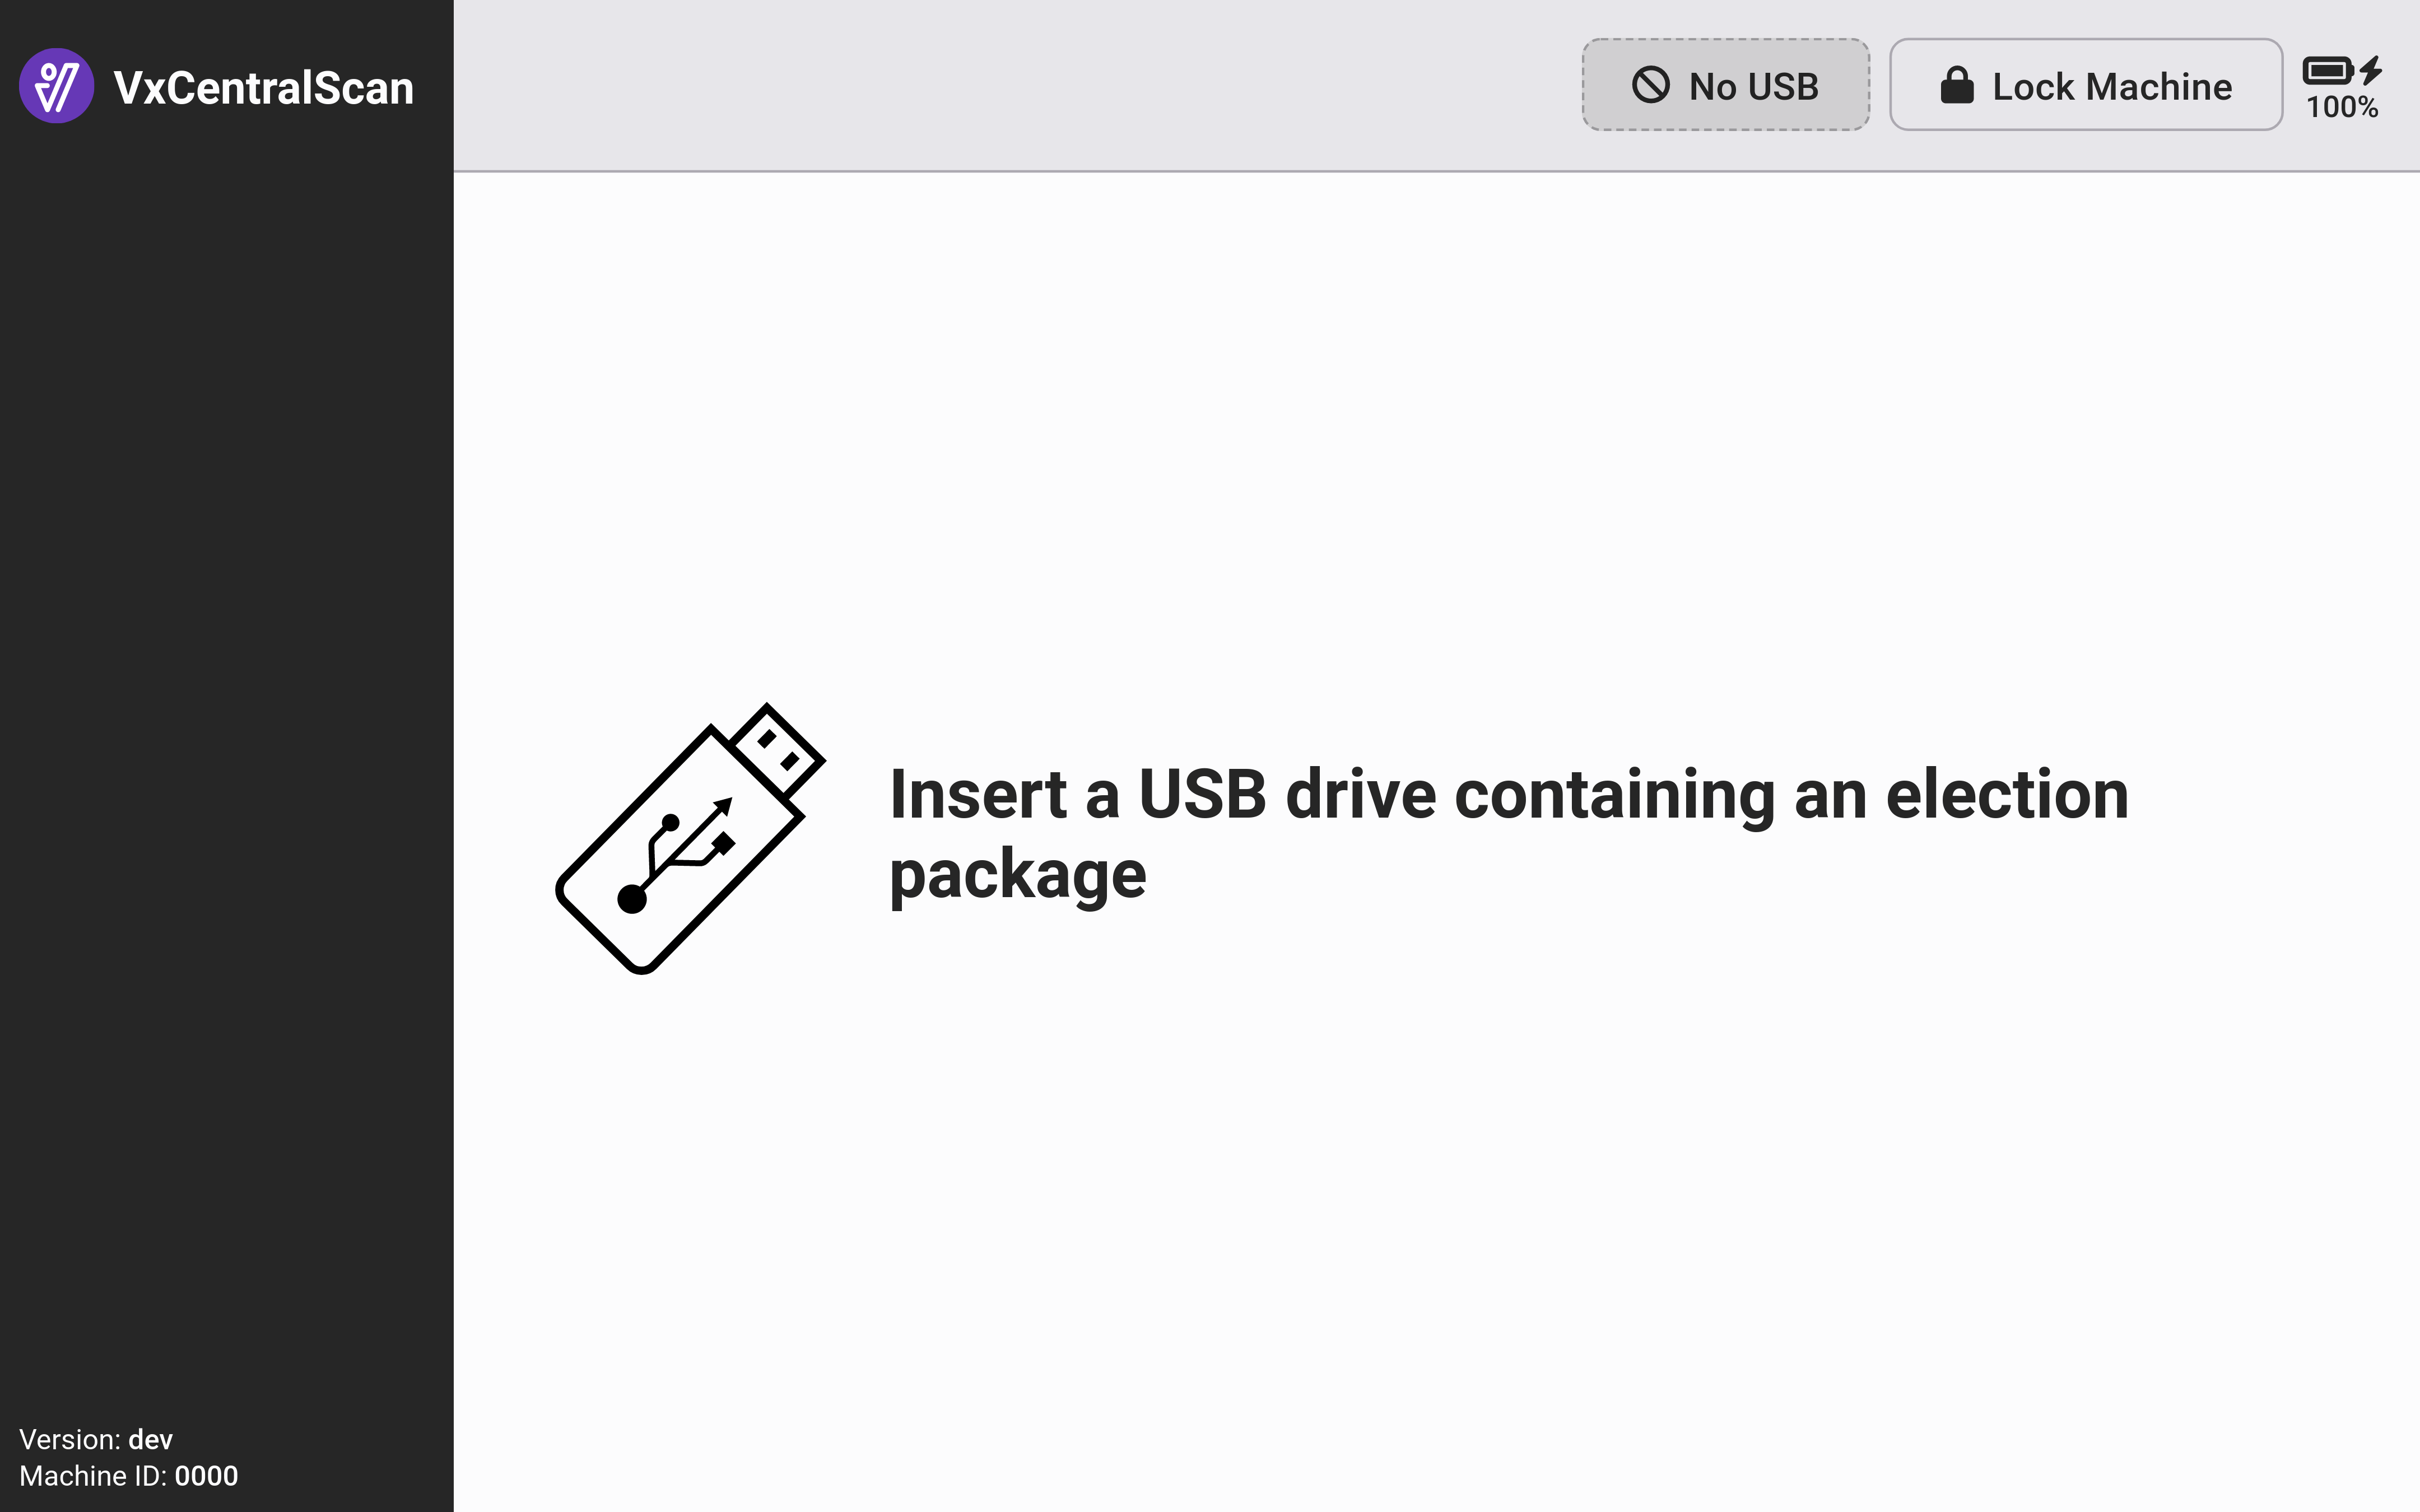 VxCentralScan
No USB
Lock Machine
100%
Insert a USB drive containing an election
package
Version: dev
Machine ID: 0000